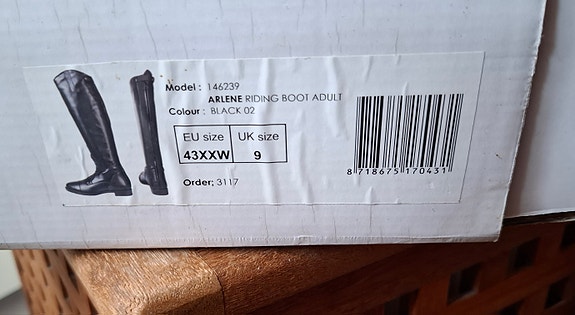 Model : 146239
ARLENE RIDING BOOT ADULT
Colour : BLACK 02
EU size UK size
43XXW 9
Order; 3117
8 718675 170431